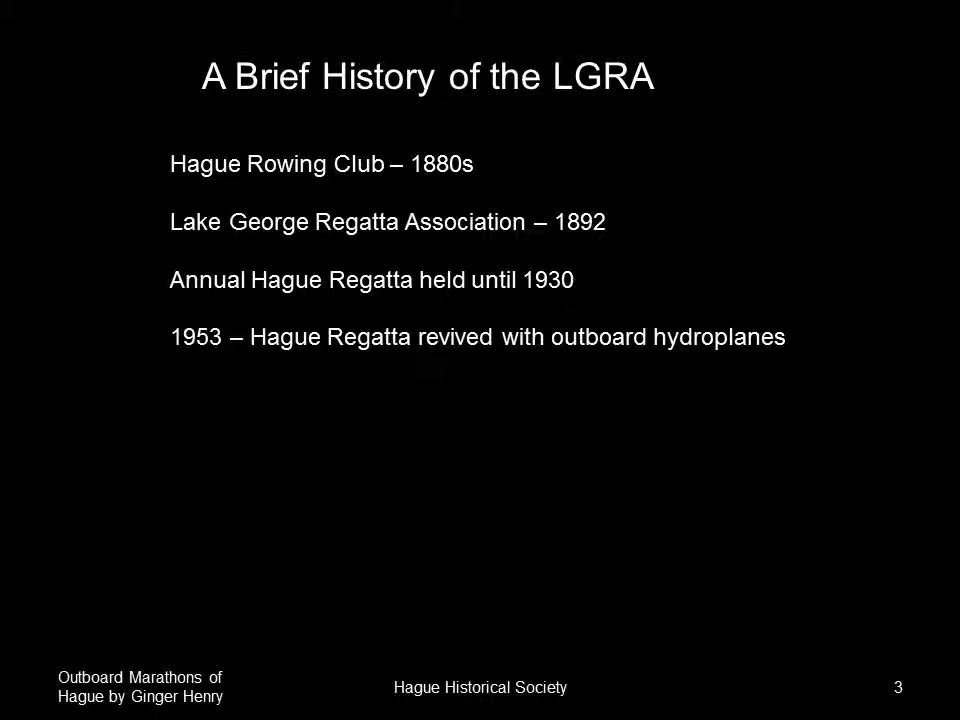 A Brief History of the LGRA
Hague Rowing Club – 1880s
Lake George Regatta Association – 1892
Annual Hague Regatta held until 1930
1953 – Hague Regatta revived with outboard hydroplanes
Outboard Marathons of
Hague by Ginger Henry
Hague Historical Society
3